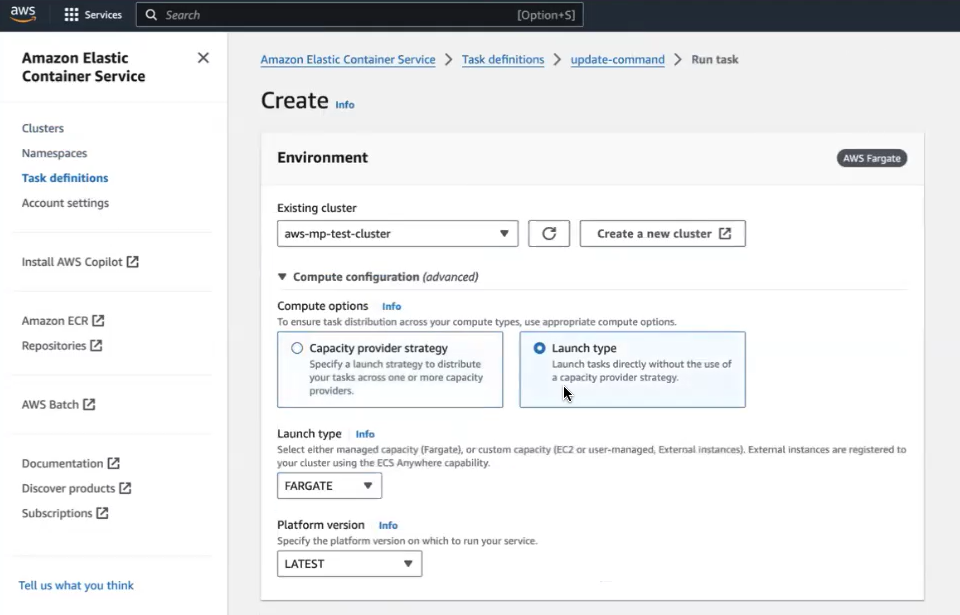 aws
Services
Search
[Option+S]
Amazon Elastic
Container Service
Clusters
Namespaces
Task definitions
Account settings
Install AWS Copilot
Amazon ECR
Repositories
AWS Batch
Documentation
Discover products
Subscriptions
Tell us what you think
Amazon Elastic Container Service > Task definitions > update-command > Run task
Create Info
Environment
AWS Fargate
Existing cluster
aws-mp-test-cluster
Create a new cluster
Compute configuration (advanced)
Compute options Info
To ensure task distribution across your compute types, use appropriate compute options.
Capacity provider strategy
Specify a launch strategy to distribute
your tasks across one or more capacity
providers.
Launch type
Launch tasks directly without the use of
a capacity provider strategy.
Launch type Info
Select either managed capacity (Fargate), or custom capacity (EC2 or user-managed, External instances). External instances are registered to
your cluster using the ECS Anywhere capability.
FARGATE
Platform version Info
Specify the platform version on which to run your service.
LATEST